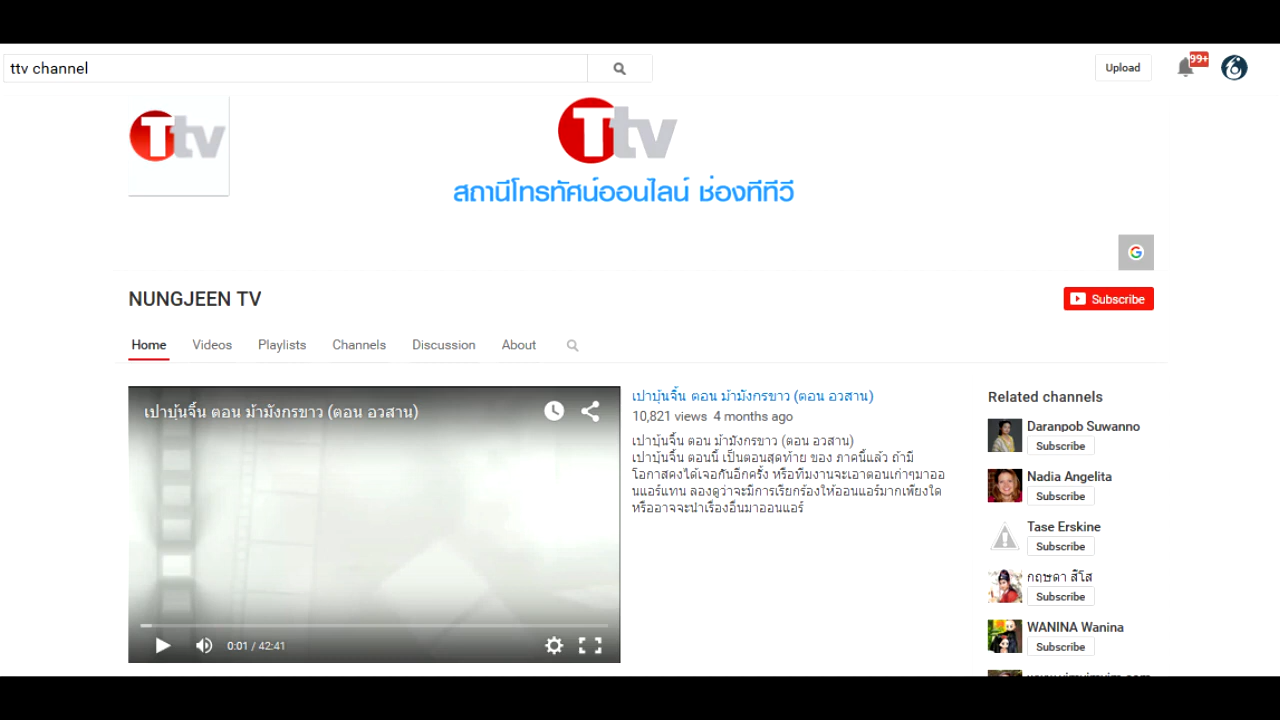 ttv channel
Upload
99+
Ttv
Ttv
สถานีโทรทัศน์ออนไลน์ ช่องทีทีวี
NUNGJEEN TV
Subscribe
Home Videos Playlists Channels Discussion About
เปาบุ้นจิ้น ตอน ม้ามังกรขาว (ตอน อวสาน)
0:01 / 42:41
เปาบุ้นจิ้น ตอน ม้ามังกรขาว (ตอน อวสาน)
10,821 views 4 months ago
เปาบุ้นจิ้น ตอน ม้ามังกรขาว (ตอน อวสาน)
เปาบุ้นจิ้น ตอนนี้ เป็นตอนสุดท้าย ของ ภาคนี้แล้ว ถ้ามี
โอกาสคงได้เจอกันอีกครั้ง หรือทีมงานจะเอาตอนเก่าๆมาออ
นแอร์แทน ลองดูว่าจะมีการเรียกร้องให้ออนแอร์มากเพียงใด
หรืออาจจะนำเรื่องอื่นมาออนแอร์
Related channels
Daranpob Suwanno
Subscribe
Nadia Angelita
Subscribe
Tase Erskine
Subscribe
กฤษดา สีโส
Subscribe
WANINA Wanina
Subscribe